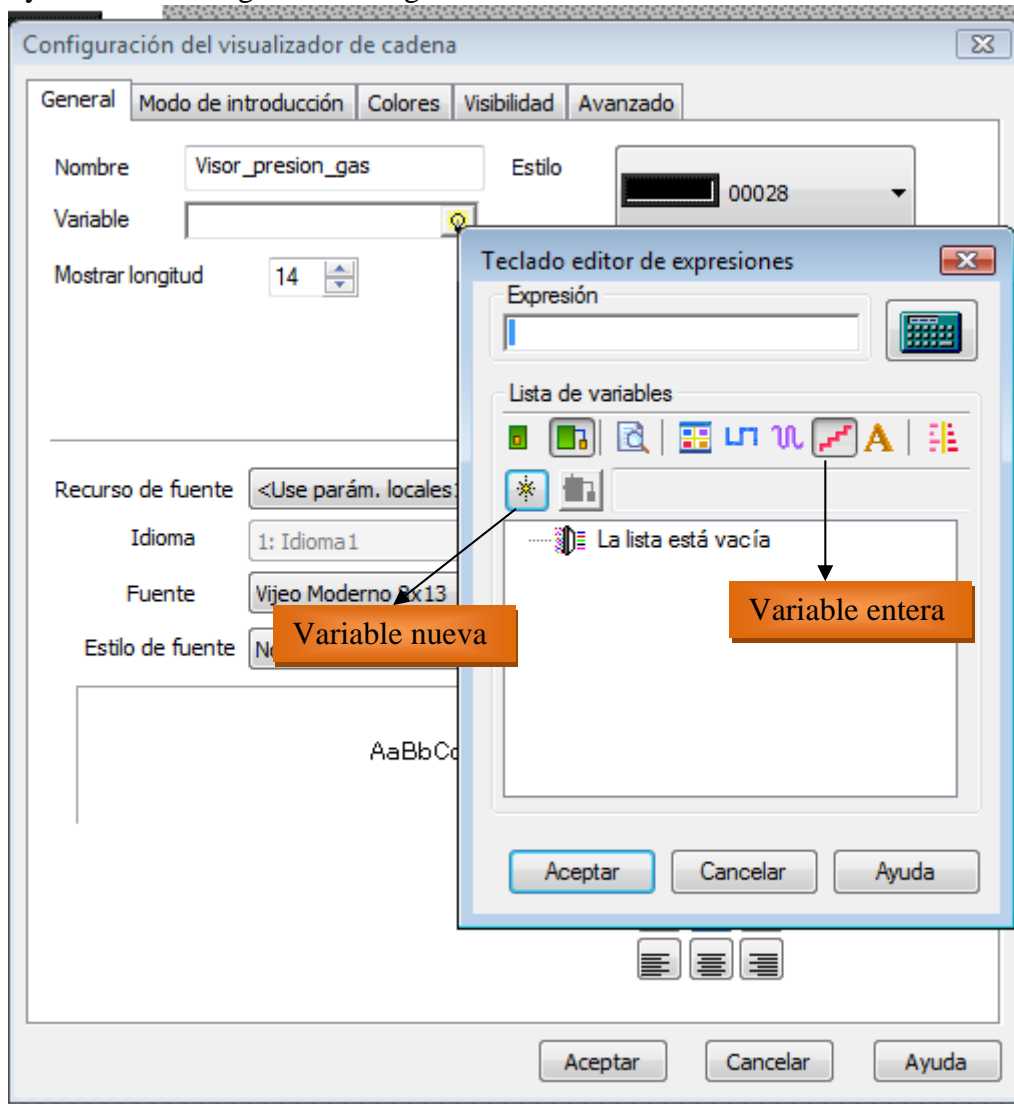 Configuración del visualizador de cadena
General Modo de introducción Colores Visibilidad Avanzado
Nombre Visor_presion_gas Estilo 00028
Variable
Mostrar longitud 14
Teclado editor de expresiones
Expresión
Lista de variables
A
La lista está vacía
Variable nueva
Variable entera
Recurso de fuente <Use parám. locales
Idioma 1: Idioma1
Fuente Vijeo Moderno 8x13
Estilo de fuente
AaBbC
Aceptar Cancelar Ayuda
Aceptar Cancelar Ayuda